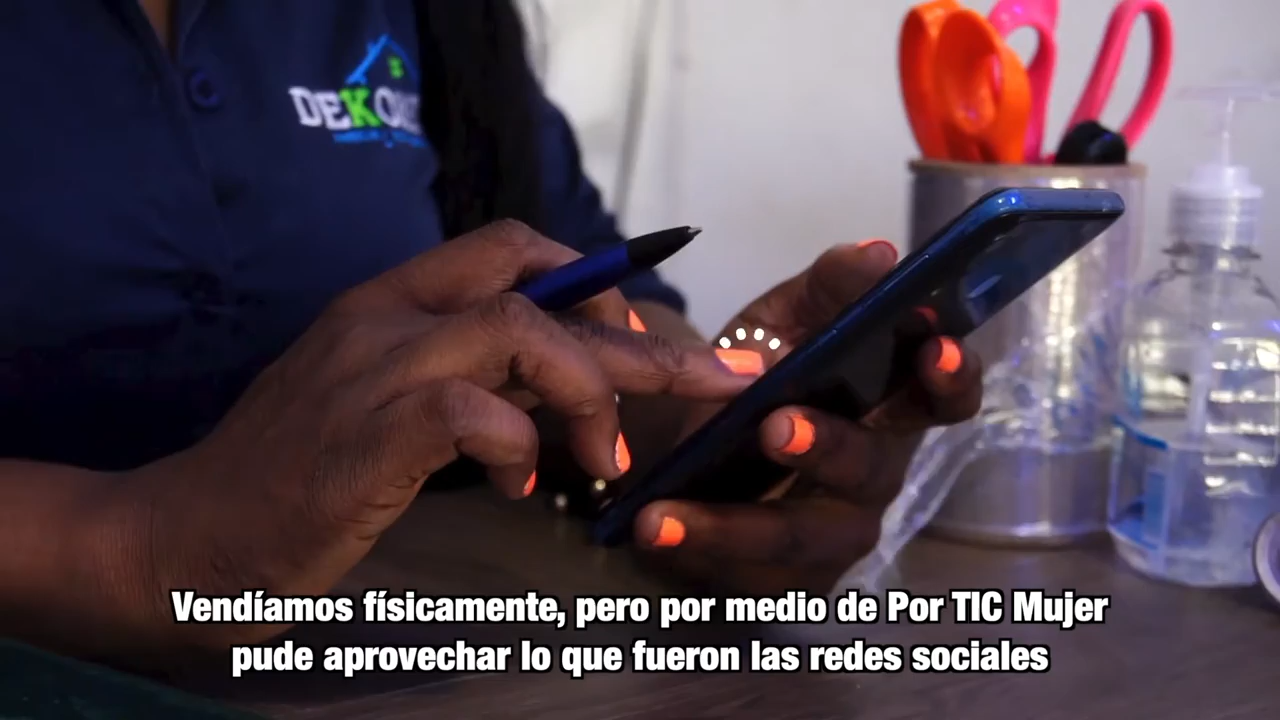 Vendíamos físicamente, pero por medio de Por TIC Mujer
pude aprovechar lo que fueron las redes sociales